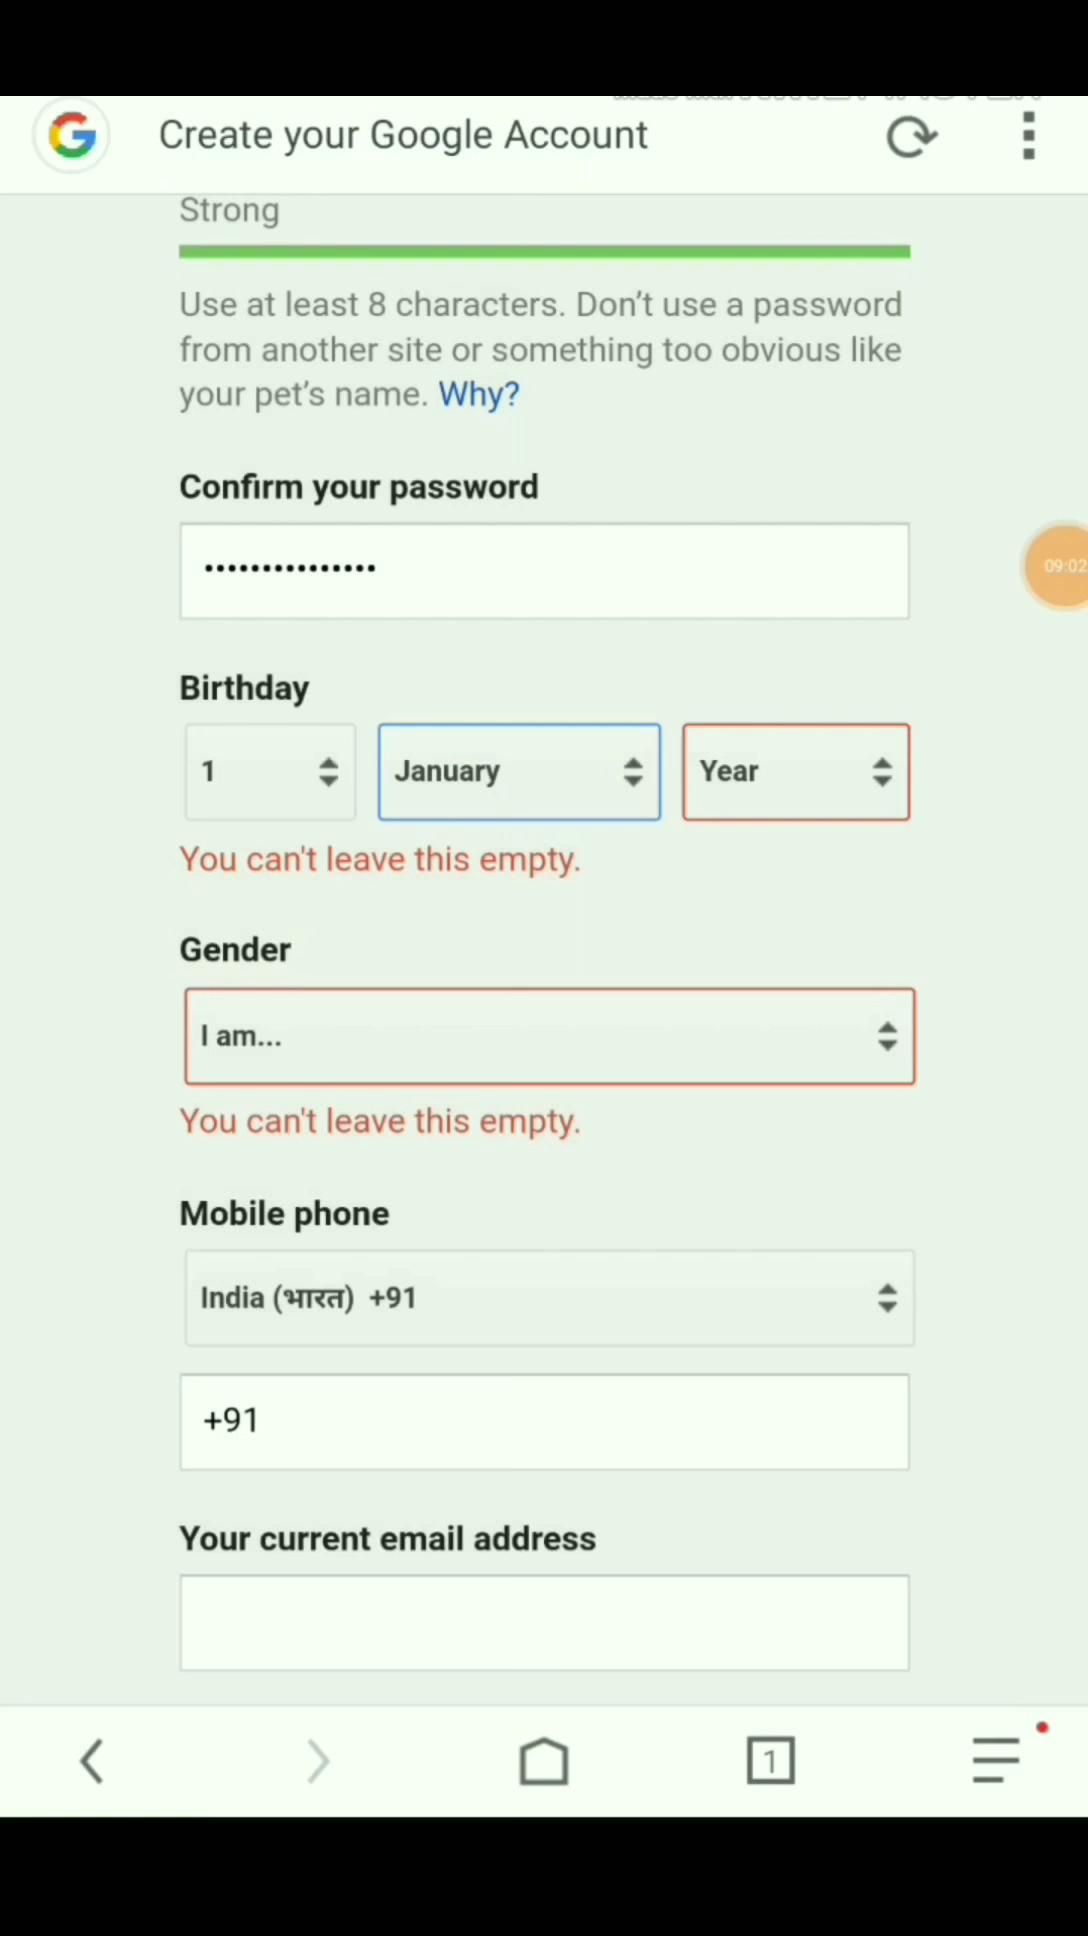 Create your Google Account
Strong
Use at least 8 characters. Don't use a password
from another site or something too obvious like
your pet's name. Why?
Confirm your password
•••••••••••••••
09:02
Birthday
1 January Year
You can't leave this empty.
Gender
I am...
You can't leave this empty.
Mobile phone
India (भारत) +91
+91
Your current email address
1